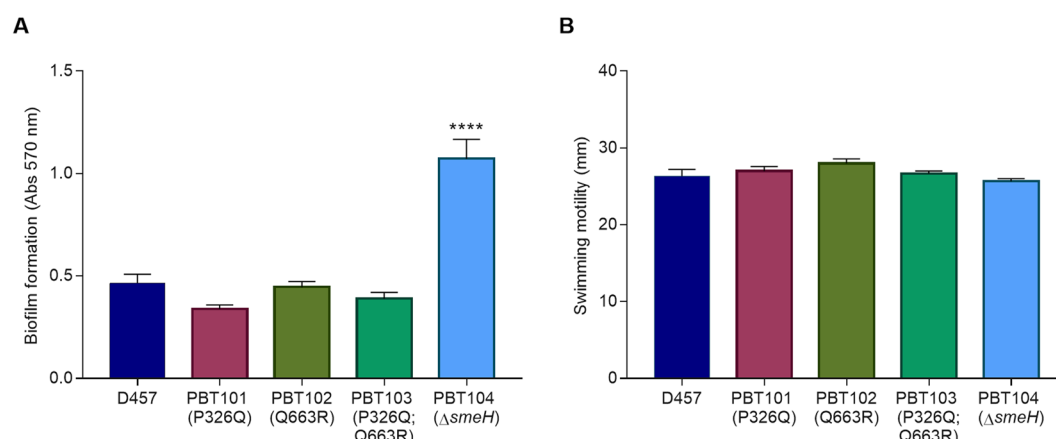 A
Biofilm formation (Abs 570 nm)
1.5
1.0
0.5
0.0
****
D457
PBT101
(P326Q)
PBT102
(Q663R)
PBT103
(P326Q;
Q663R)
PBT104
(ΔsmeH)
B
Swimming motility (mm)
40
30
20
10
0
D457
PBT101
(P326Q)
PBT102
(Q663R)
PBT103
(P326Q;
Q663R)
PBT104
(ΔsmeH)